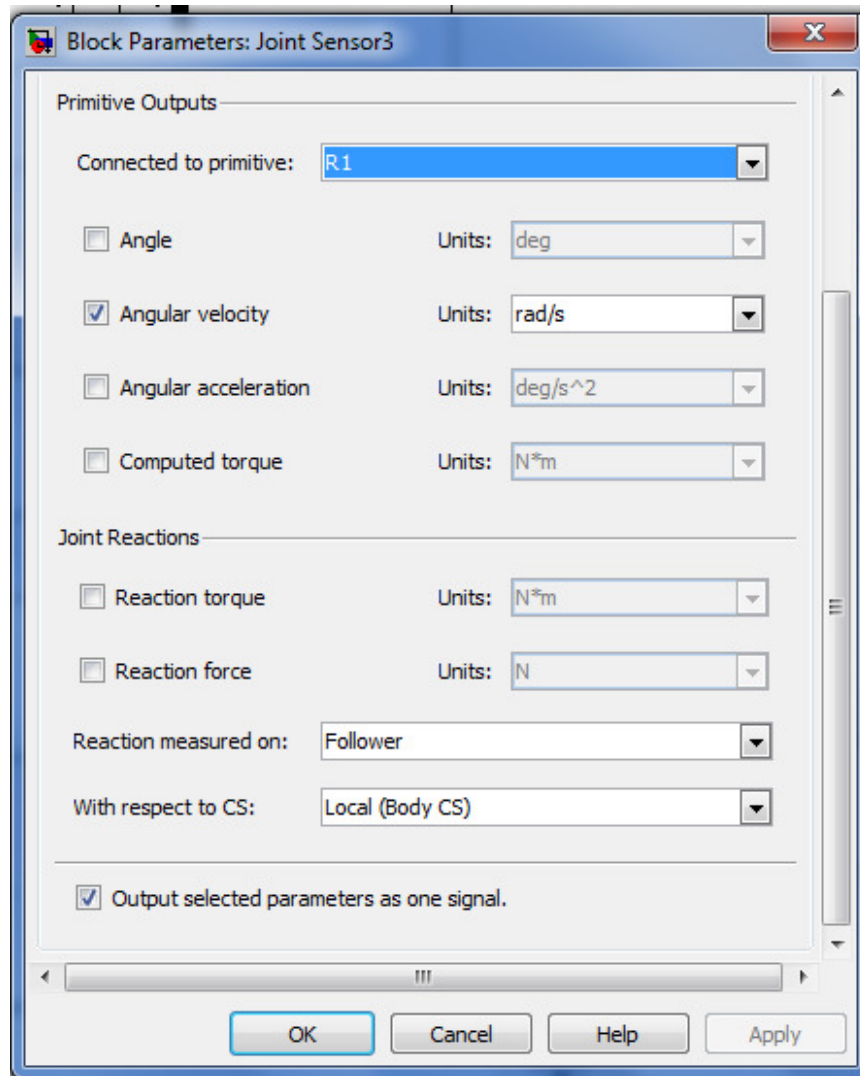 Block Parameters: Joint Sensor3
Primitive Outputs
Connected to primitive: R1
Angle Units: deg
Angular velocity Units: rad/s
Angular acceleration Units: deg/s^2
Computed torque Units: N*m
Joint Reactions
Reaction torque Units: N*m
Reaction force Units: N
Reaction measured on: Follower
With respect to CS: Local (Body CS)
Output selected parameters as one signal.
OK Cancel Help Apply